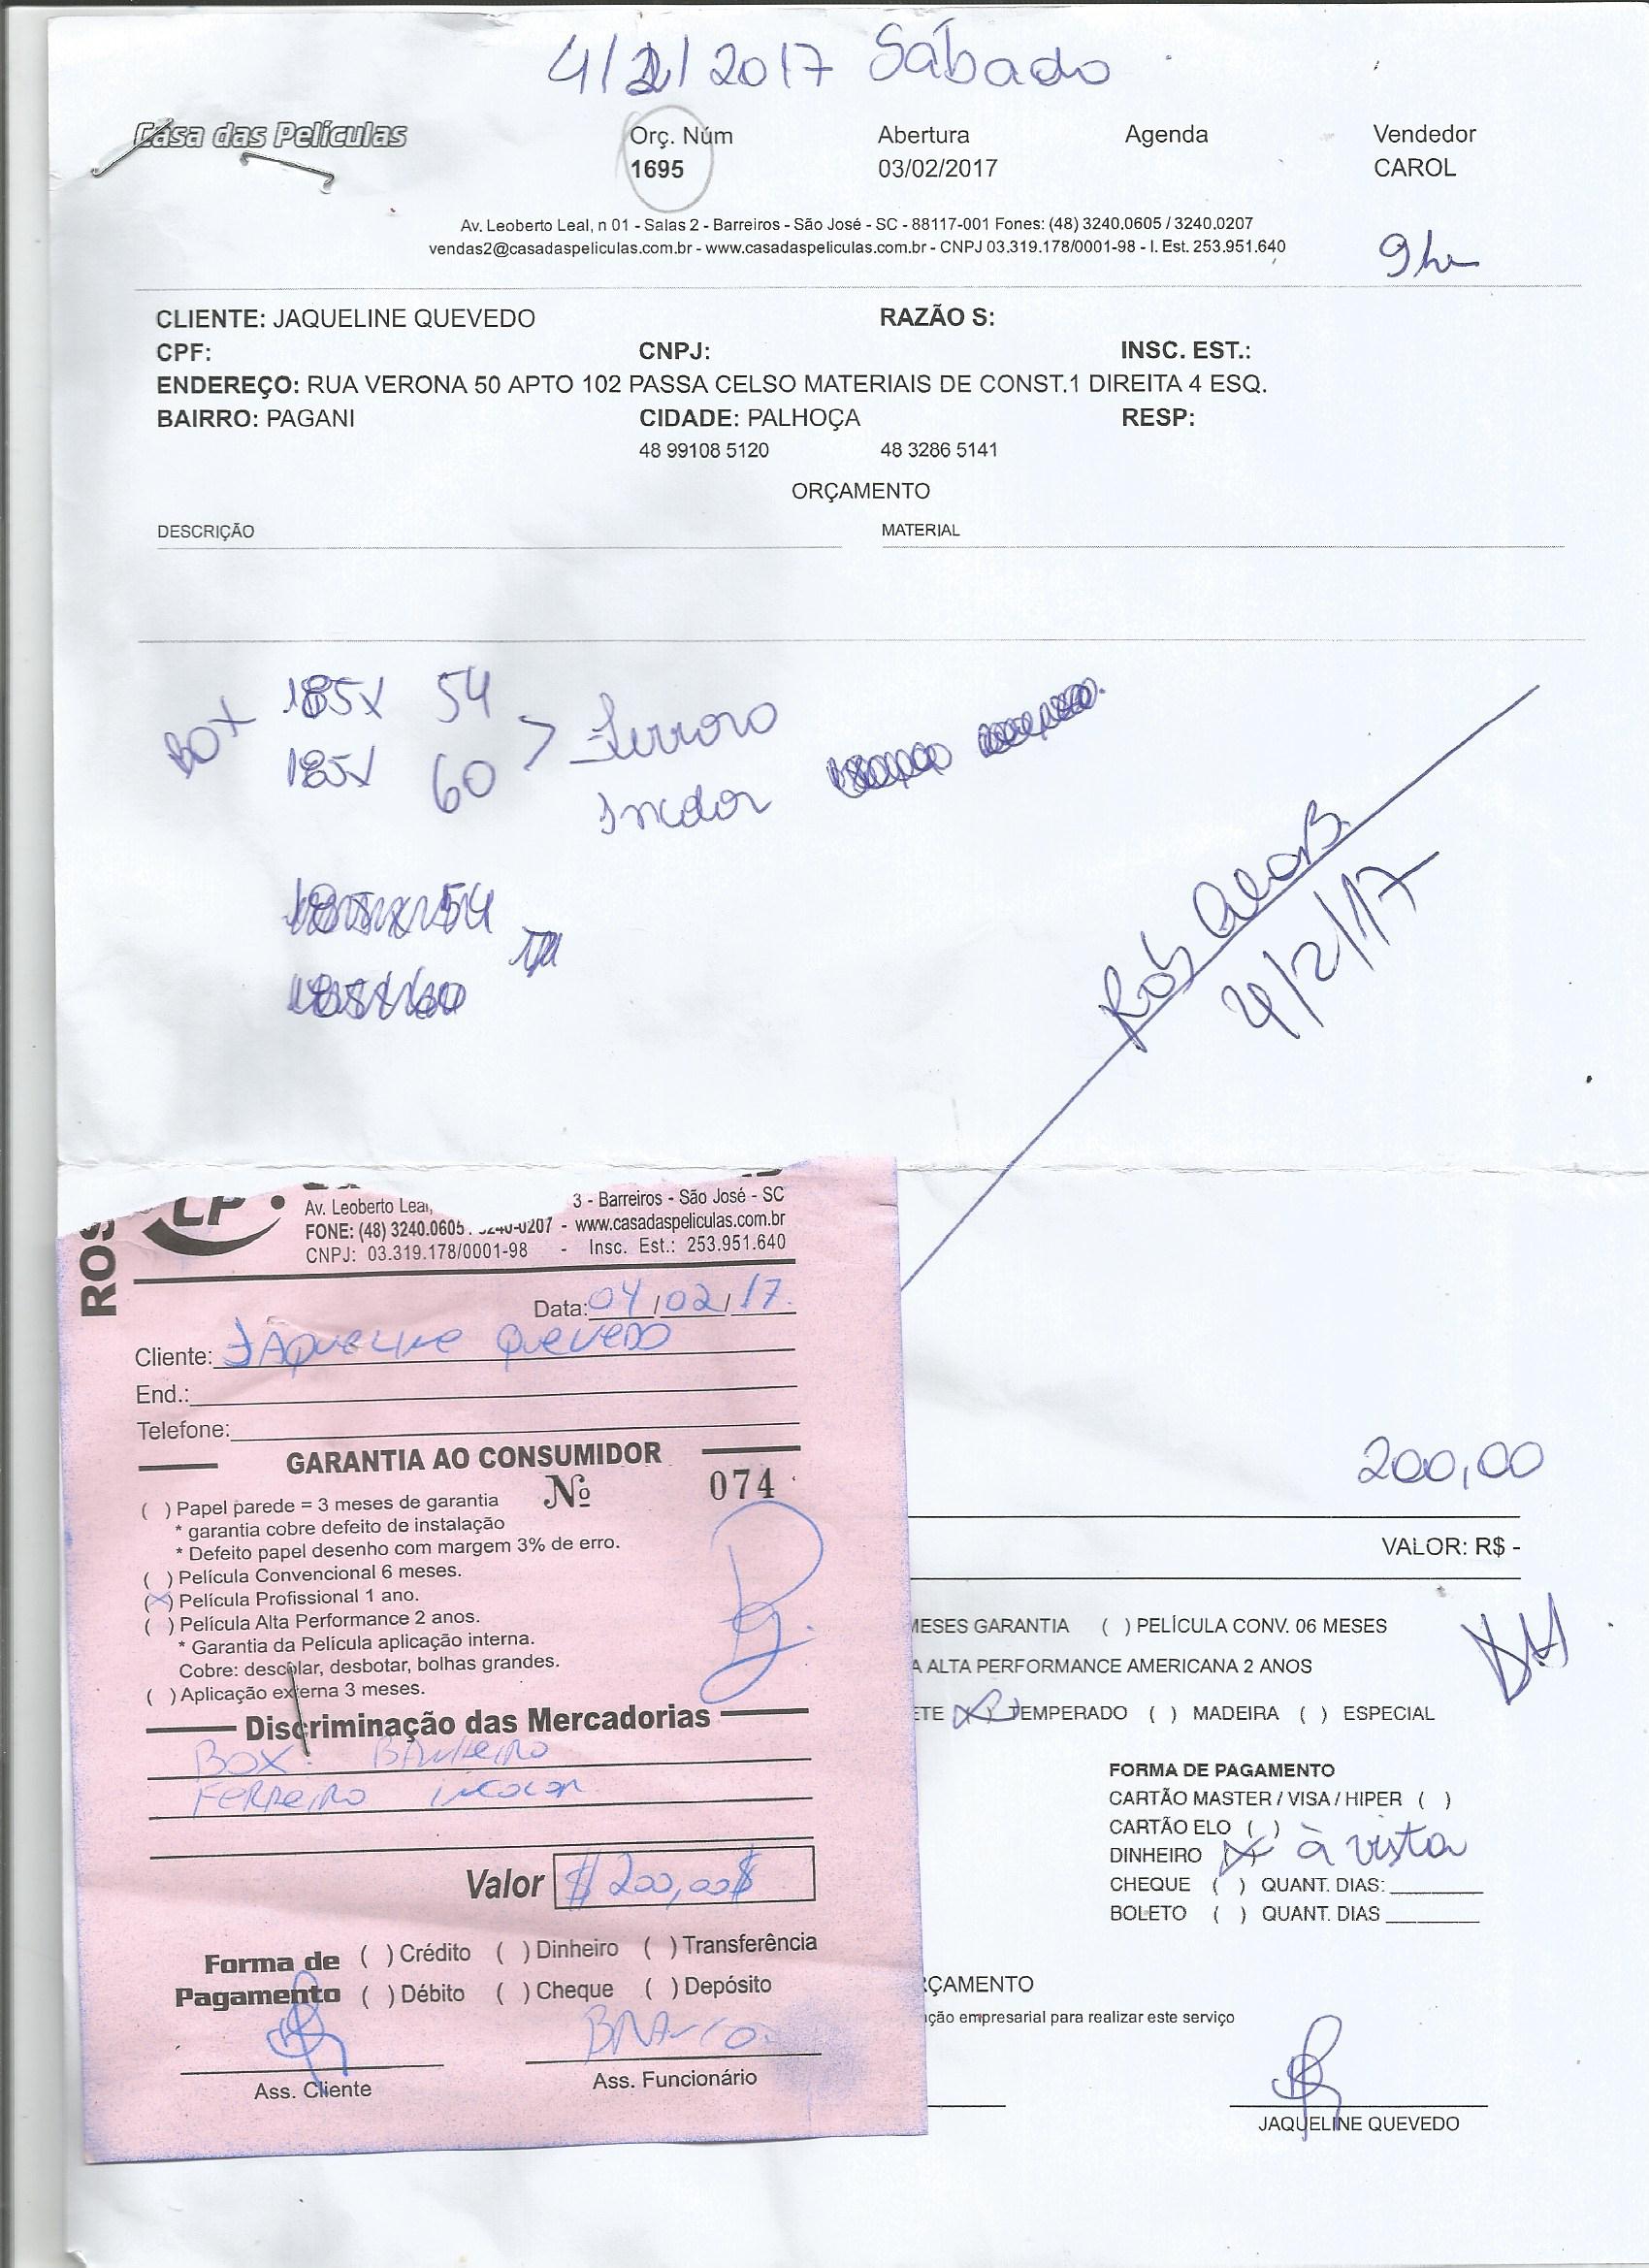 4/2/2017 Sábado
Casa das Películas
Orç. Núm Abertura Agenda Vendedor
1695 03/02/2017 CAROL
Av. Leoberto Leal, n 01 - Salas 2 - Barreiros - São José - SC - 88117-001 Fones: (48) 3240.0605 / 3240.0207
vendas2@casadaspeliculas.com.br - www.casadaspeliculas.com.br - CNPJ 03.319.178/0001-98 - I. Est. 253.951.640
9hr
CLIENTE: JAQUELINE QUEVEDO RAZÃO S:
CPF: CNPJ: INSC. EST.:
ENDEREÇO: RUA VERONA 50 APTO 102 PASSA CELSO MATERIAIS DE CONST.1 DIREITA 4 ESQ.
BAIRRO: PAGANI CIDADE: PALHOÇA RESP:
48 99108 5120 48 3286 5141
ORÇAMENTO
DESCRIÇÃO MATERIAL
BOX 185X 54
185X 60 >
4/2/17
ROS
LP
Av. Leoberto Leal, 3 - Barreiros - São José - SC
FONE: (48) 3240.0605 . 3240-0207 - www.casadaspeliculas.com.br
CNPJ: 03.319.178/0001-98 - Insc. Est.: 253.951.640
Data: 04/02/17.
Cliente: JAQUELINE QUEVEDO
End.:
Telefone:
GARANTIA AO CONSUMIDOR
Nº 074
( ) Papel parede = 3 meses de garantia
* garantia cobre defeito de instalação
* Defeito papel desenho com margem 3% de erro.
( ) Película Convencional 6 meses.
(X) Película Profissional 1 ano.
( ) Película Alta Performance 2 anos.
* Garantia da Película aplicação interna.
Cobre: descolar, desbotar, bolhas grandes.
( ) Aplicação externa 3 meses.
Discriminação das Mercadorias
BOX. BANHEIRO
FERREIRO INCOLOR
Valor $ 200,00$
Forma de Pagamento ( ) Crédito ( ) Dinheiro ( ) Transferência
( ) Débito ( ) Cheque ( ) Depósito
Ass. Cliente Ass. Funcionário
200,00
VALOR: R$ -
MESES GARANTIA ( ) PELÍCULA CONV. 06 MESES
A ALTA PERFORMANCE AMERICANA 2 ANOS
ETE (X) TEMPERADO ( ) MADEIRA ( ) ESPECIAL
FORMA DE PAGAMENTO
CARTÃO MASTER / VISA / HIPER ( )
CARTÃO ELO ( )
DINHEIRO (X) à vista
CHEQUE ( ) QUANT. DIAS:
BOLETO ( ) QUANT. DIAS
RÇAMENTO
ção empresarial para realizar este serviço
JAQUELINE QUEVEDO